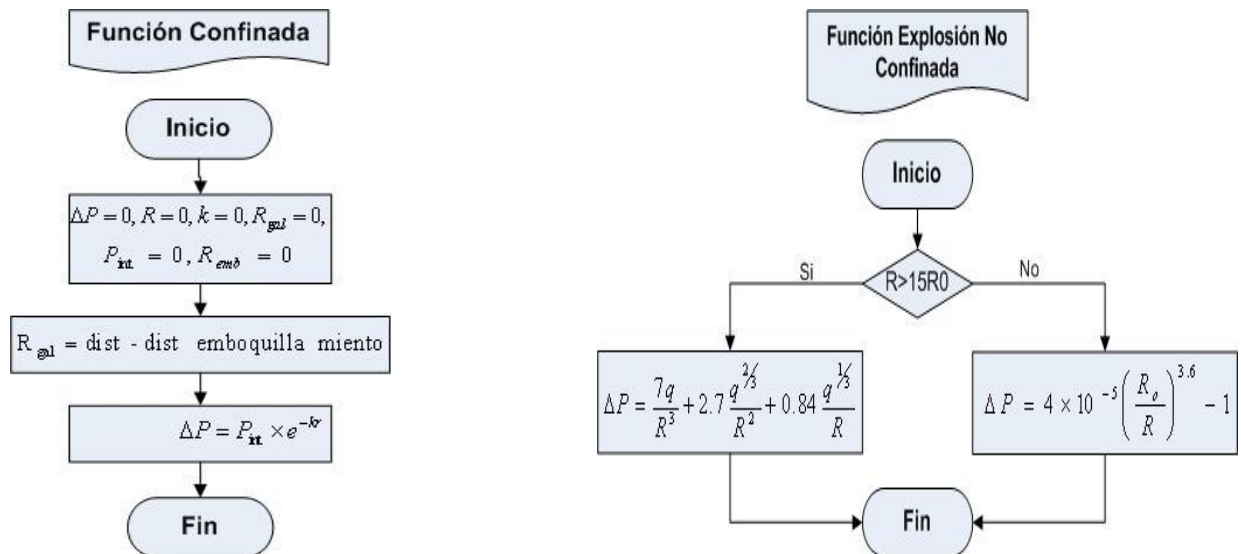 Función Confinada
Inicio
ΔP = 0, R = 0, k = 0, R_gal = 0,
P_int = 0, R_emb = 0
R_gal = dist - dist emboquilla miento
ΔP = P_int × e^-kr
Fin
Función Explosión No
Confinada
Inicio
R>15R0
Si
No
ΔP = 7q/R^3 + 2.7 q^2/3/R^2 + 0.84 q^1/3/R
ΔP = 4 × 10^-5 (R_o/R)^3.6 - 1
Fin